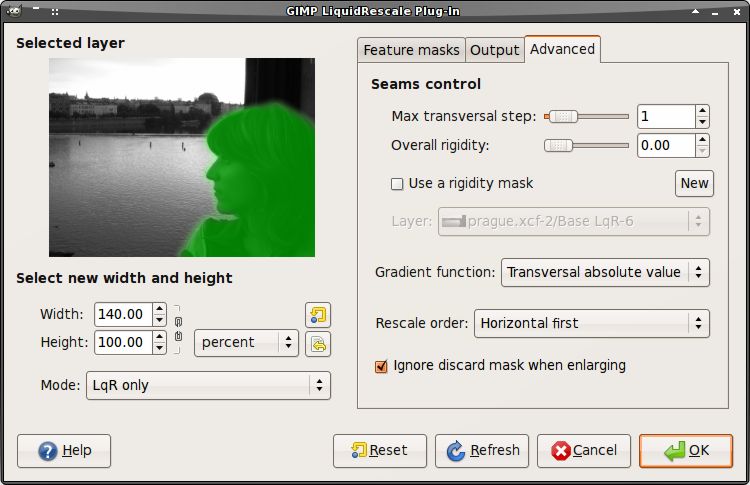 GIMP LiquidRescale Plug-In
Selected layer
Select new width and height
Width: 140.00
Height: 100.00 percent
Mode: LqR only
Feature masks Output Advanced
Seams control
Max transversal step: 1
Overall rigidity: 0.00
Use a rigidity mask New
Layer: prague.xcf-2/Base LqR-6
Gradient function: Transversal absolute value
Rescale order: Horizontal first
Ignore discard mask when enlarging
Help Reset Refresh Cancel OK